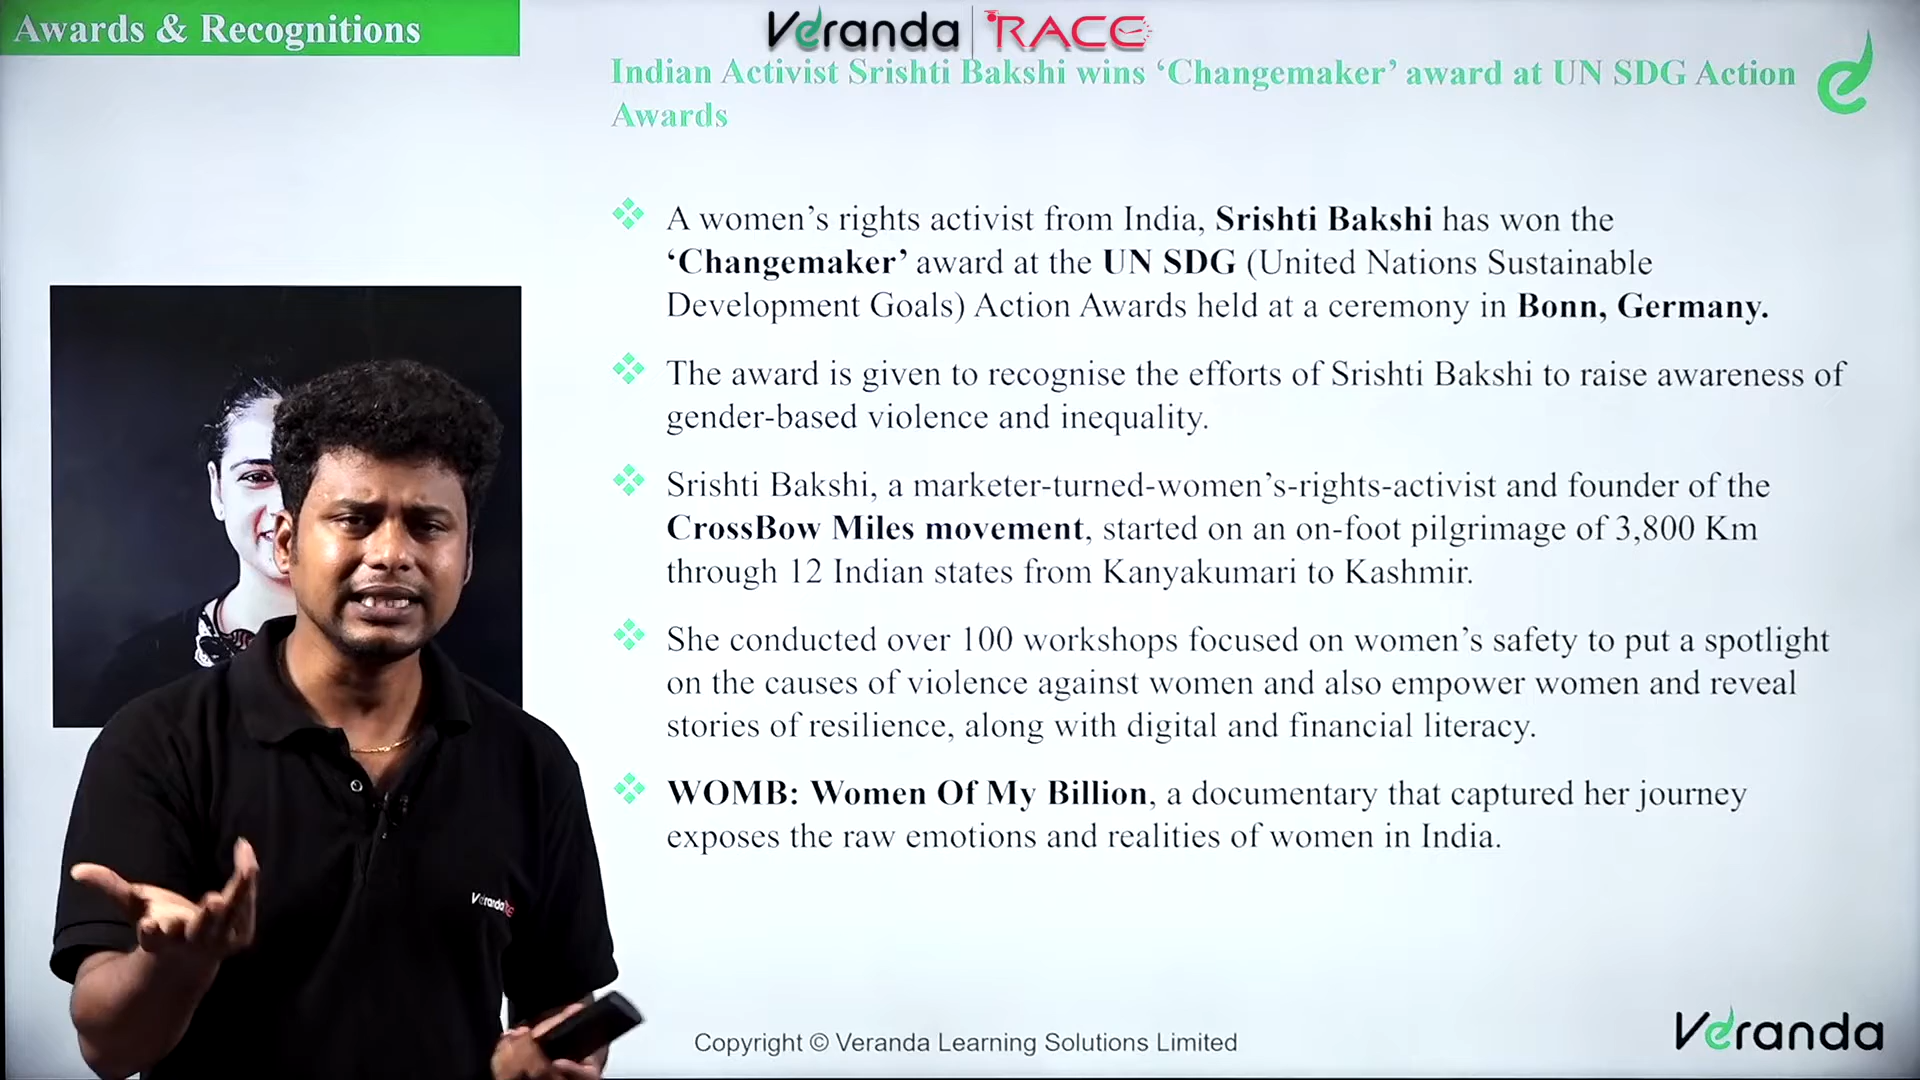 Awards & Recognitions
Veranda RACE
Indian Activist Srishti Bakshi wins ‘Changemaker’ award at UN SDG Action
Awards
A women’s rights activist from India, Srishti Bakshi has won the
‘Changemaker’ award at the UN SDG (United Nations Sustainable
Development Goals) Action Awards held at a ceremony in Bonn, Germany.
The award is given to recognise the efforts of Srishti Bakshi to raise awareness of
gender-based violence and inequality.
Srishti Bakshi, a marketer-turned-women’s-rights-activist and founder of the
CrossBow Miles movement, started on an on-foot pilgrimage of 3,800 Km
through 12 Indian states from Kanyakumari to Kashmir.
She conducted over 100 workshops focused on women’s safety to put a spotlight
on the causes of violence against women and also empower women and reveal
stories of resilience, along with digital and financial literacy.
WOMB: Women Of My Billion, a documentary that captured her journey
exposes the raw emotions and realities of women in India.
Veranda
Copyright © Veranda Learning Solutions Limited
Veranda